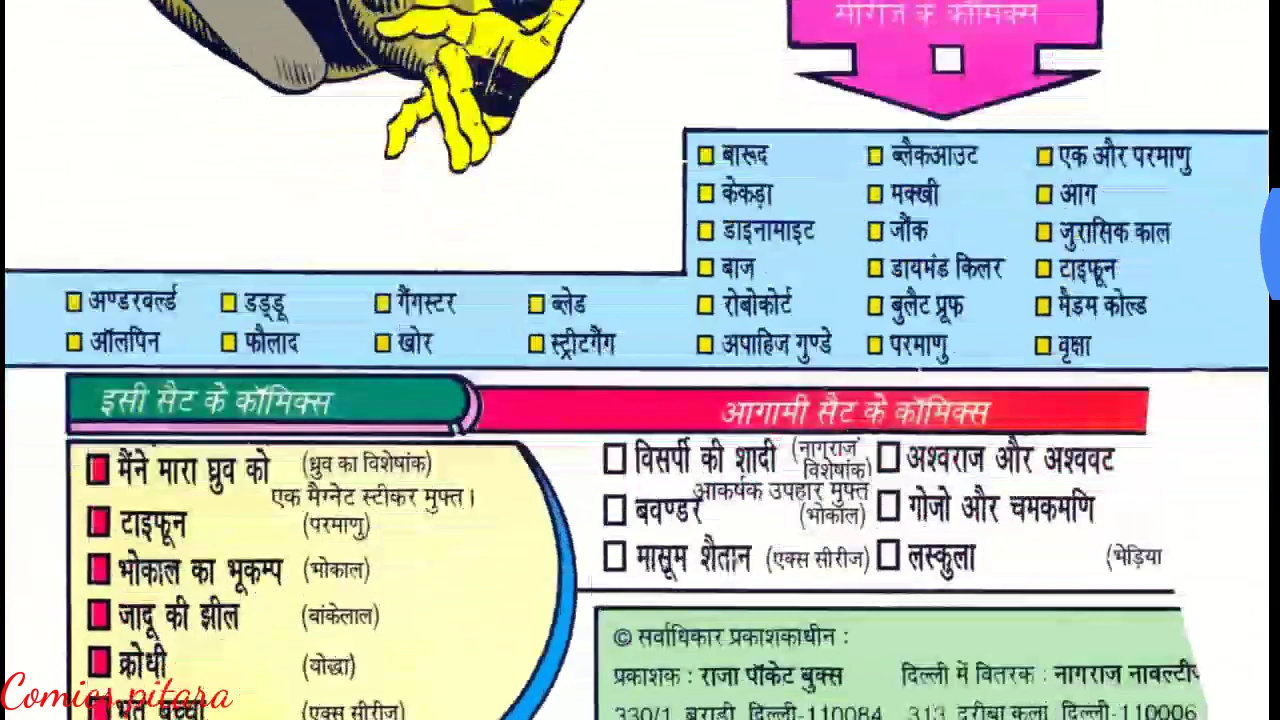 सीरीज के कॉमिक्स
बारूद ब्लैकआउट एक और परमाणु
केकड़ा मक्खी आग
डाइनामाइट जौंक जुरासिक काल
बाज डायमंड किलर टाइफून
अण्डरवर्ल्ड डड्डू गैंगस्टर ब्लेड रोबोकोर्ट बुलैट प्रूफ मैडम कोल्ड
ऑलपिन फौलाद खोर स्ट्रीटगैंग अपाहिज गुण्डे परमाणु वृक्षा
इसी सैट के कॉमिक्स
मैंने मारा ध्रुव को (ध्रुव का विशेषांक)
एक मैग्नेट स्टीकर मुफ्त।
टाइफून (परमाणु)
भोकाल का भूकम्प (भोकाल)
जादू की झील (बांकेलाल)
क्रोधी (योद्धा)
(एक्स सीरीज)
आगामी सैट के कॉमिक्स
विसर्पी की शादी (नागराज विशेषांक) अश्वराज और अश्ववट
आकर्षक उपहार मुफ्त
बवण्डर (भोकाल) गोजो और चमकमणि
मासूम शैतान (एक्स सीरीज) लस्कुला (भेड़िया
© सर्वाधिकार प्रकाशकाधीन :
प्रकाशक : राजा पॉकेट बुक्स दिल्ली में वितरक : नागराज नावल्टी
330/1, बुराड़ी, दिल्ली-110084 313, दरीबा कलां, दिल्ली-110006
Comics pitara